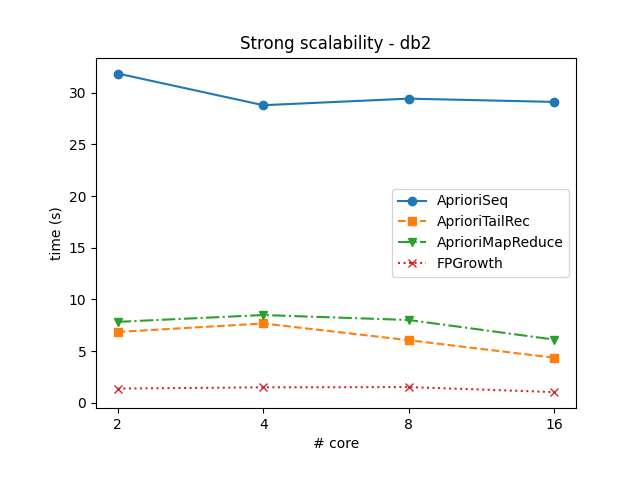 Strong scalability - db2
time (s)
30
25
20
15
10
5
0
AprioriSeq
AprioriTailRec
AprioriMapReduce
FPGrowth
2 4 8 16
# core